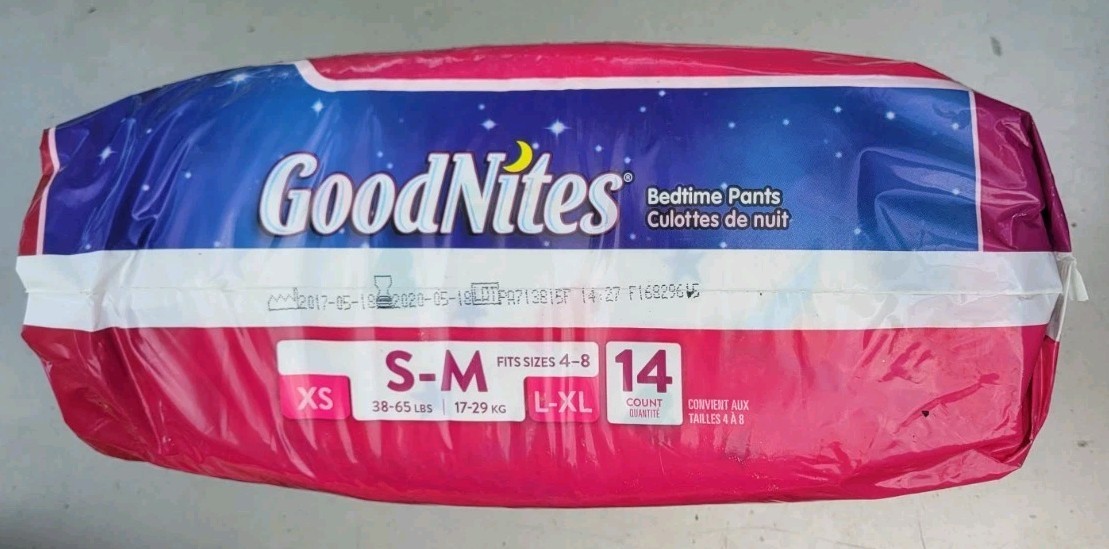 GoodNites®
Bedtime Pants
Culottes de nuit
2017-05-18 2020-05-18 LOT PA713815F 14:27
XS
S-M
FITS SIZES 4-8
38-65 LBS | 17-29 KG
L-XL
14
COUNT
QUANTITÉ
CONVIENT AUX
TAILLES 4 À 8